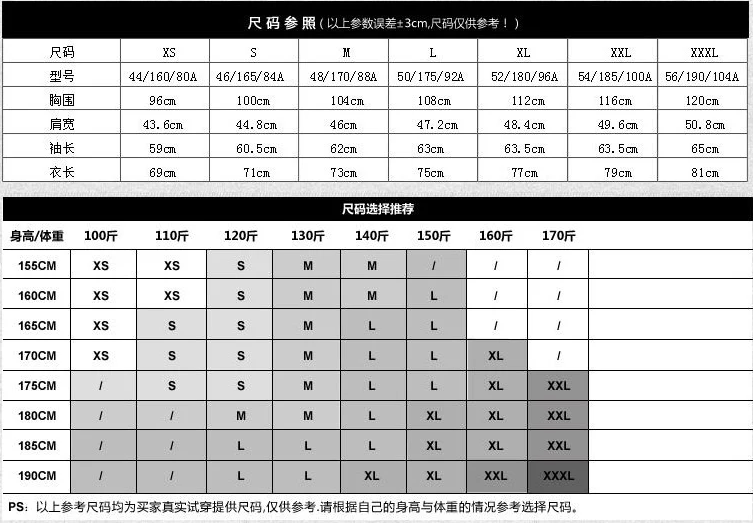 尺码参照(以上参数误差±3cm,尺码仅供参考！)
尺码 XS S M L XL XXL XXXL
型号 44/160/80A 46/165/84A 48/170/88A 50/175/92A 52/180/96A 54/185/100A 56/190/104A
胸围 96cm 100cm 104cm 108cm 112cm 116cm 120cm
肩宽 43.6cm 44.8cm 46cm 47.2cm 48.4cm 49.6cm 50.8cm
袖长 59cm 60.5cm 62cm 63cm 63.5cm 63.5cm 65cm
衣长 69cm 71cm 73cm 75cm 77cm 79cm 81cm
尺码选择推荐
身高/体重 100斤 110斤 120斤 130斤 140斤 150斤 160斤 170斤
155CM XS XS S M M / / /
160CM XS XS S M M L / /
165CM XS S S M L L / /
170CM XS S S M L L XL /
175CM / S S M L L XL XXL
180CM / / M M L XL XL XXL
185CM / / L L L XL XL XXL
190CM / / L L XL XL XXL XXXL
PS: 以上参考尺码均为买家真实试穿提供尺码,仅供参考.请根据自己的身高与体重的情况参考选择尺码。